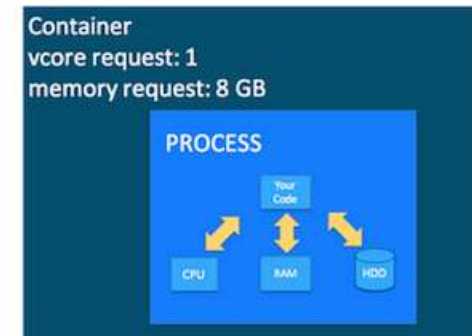 Container
vcore request: 1
memory request: 8 GB
PROCESS
Your
Code
CPU
RAM
HDD